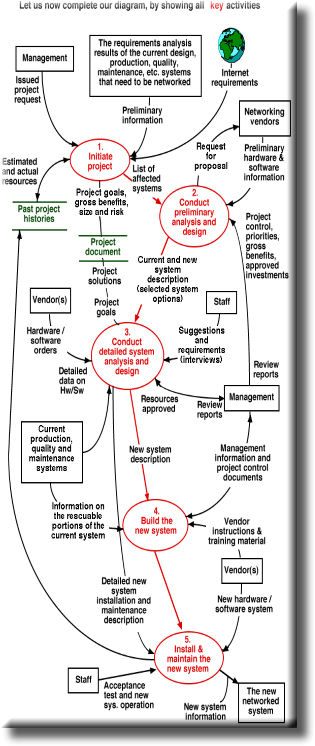 Let us now complete our diagram, by showing all key activities
Management
The requirements analysis
results of the current design,
production, quality,
maintenance, etc. systems
that need to be networked
Internet
requirements
Issued
project
request
Preliminary
information
Networking
vendors
Request
for
proposal
1.
Initiate
project
Estimated
and actual
resources
List of
affected
systems
Preliminary
hardware &
software
information
Project goals,
gross benefits,
size and risk
2.
Conduct
preliminary
analysis and
design
Past project
histories
Project
control,
priorities,
gross
benefits,
approved
investments
Project
document
Project
solutions
Current and new
system
description
(selected system
options)
Vendor(s)
Project
goals
Staff
Hardware /
software
orders
3.
Conduct
detailed system
analysis and
design
Suggestions
and
requirements
(interviews)
Detailed
data on
Hw/Sw
Review
reports
Resources
approved
Review
reports
Management
Current
production,
quality and
maintenance
systems
New system
description
Management
information and
project control
documents
Information on
the rescuable
portions of the
current system
4.
Build the
new system
Vendor
instructions &
training material
Vendor(s)
Detailed new
system
installation and
maintenance
description
New hardware /
software system
5.
Install &
maintain the
new system
Staff
Acceptance
test and new
sys. operation
New system
information
The new
networked
system